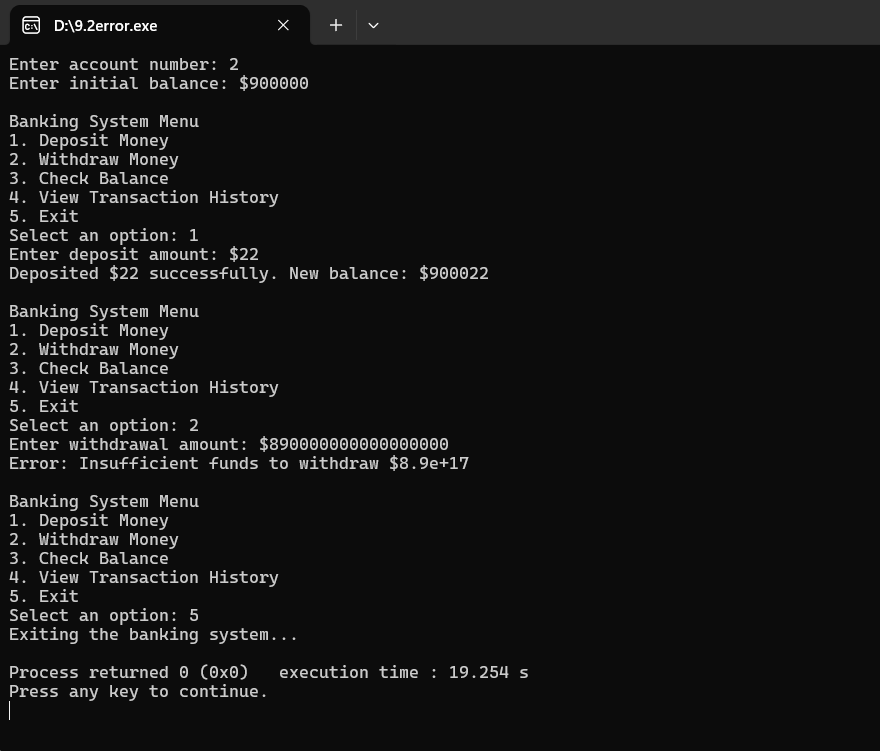 D:\9.2error.exe
Enter account number: 2
Enter initial balance: $900000
Banking System Menu
1. Deposit Money
2. Withdraw Money
3. Check Balance
4. View Transaction History
5. Exit
Select an option: 1
Enter deposit amount: $22
Deposited $22 successfully. New balance: $900022
Banking System Menu
1. Deposit Money
2. Withdraw Money
3. Check Balance
4. View Transaction History
5. Exit
Select an option: 2
Enter withdrawal amount: $890000000000000000
Error: Insufficient funds to withdraw $8.9e+17
Banking System Menu
1. Deposit Money
2. Withdraw Money
3. Check Balance
4. View Transaction History
5. Exit
Select an option: 5
Exiting the banking system...
Process returned 0 (0x0)   execution time : 19.254 s
Press any key to continue.